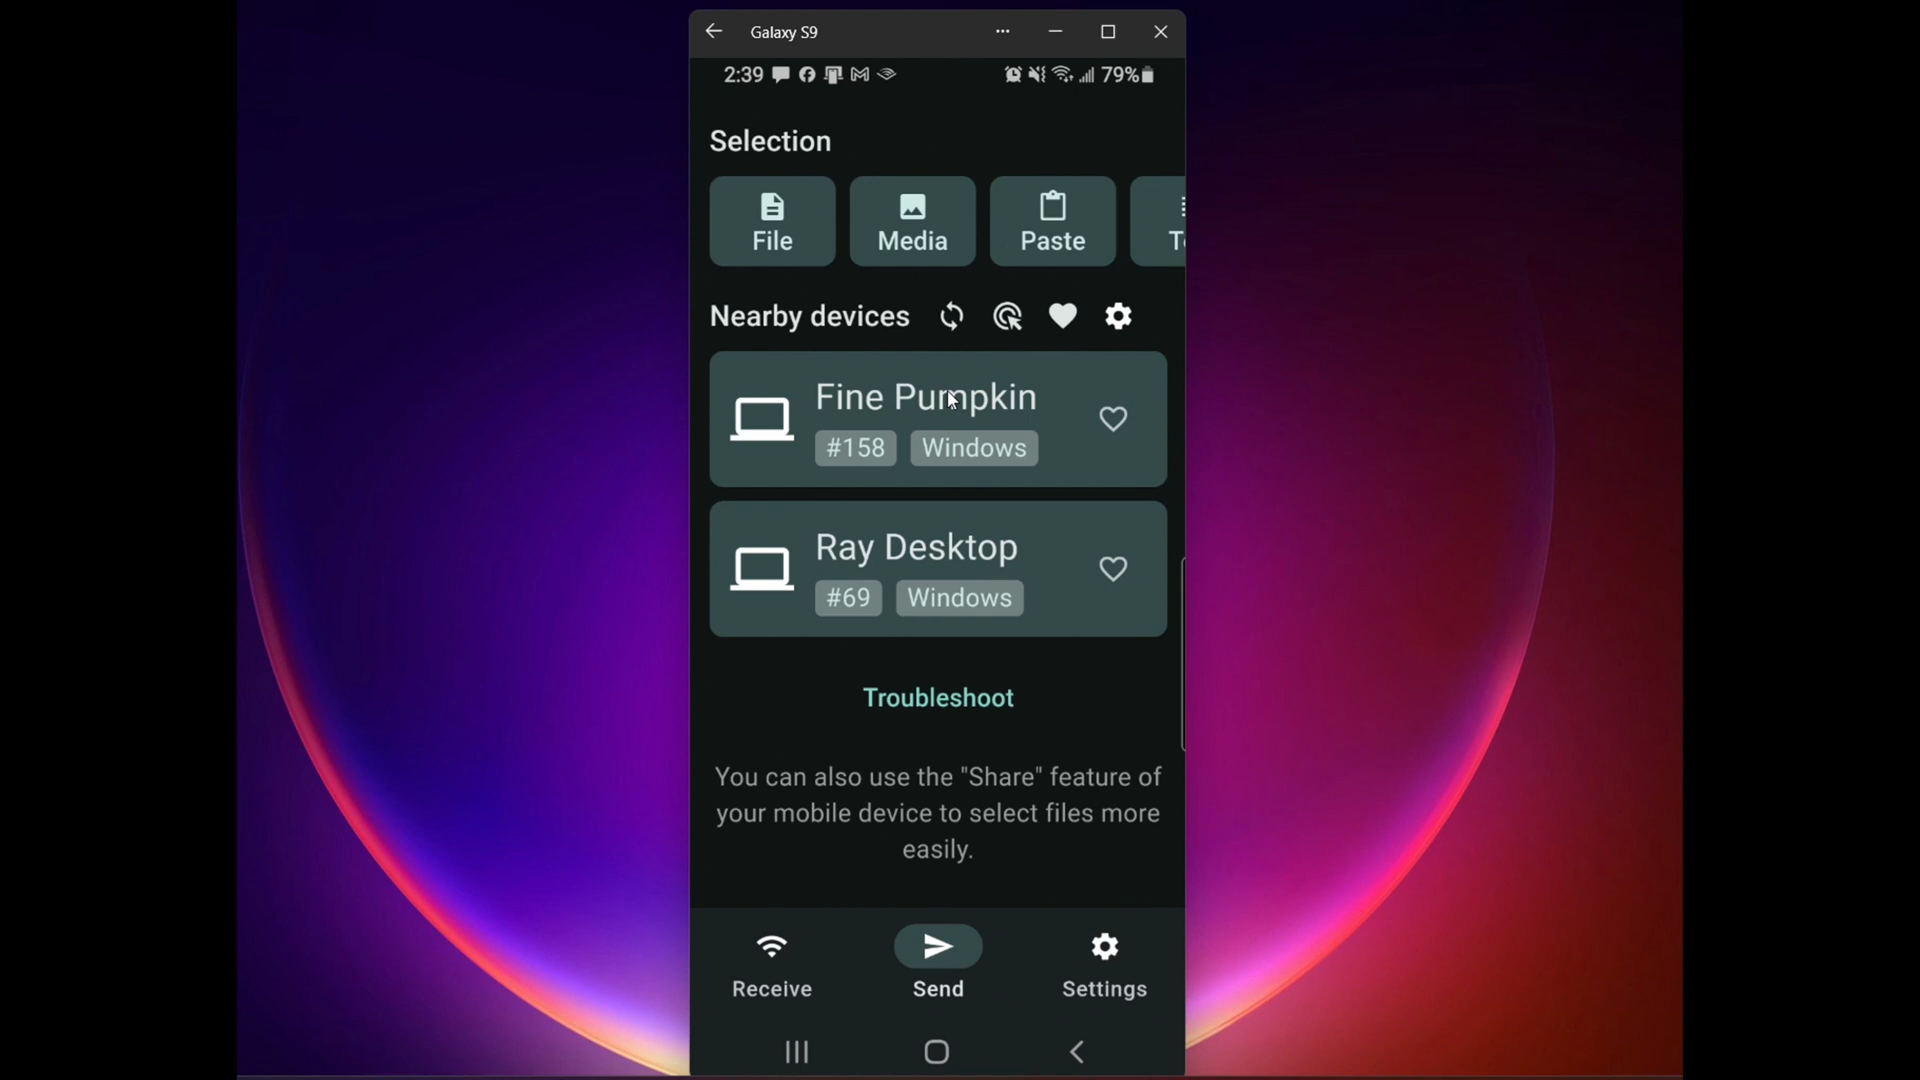 Galaxy S9
2:39 79%
Selection
File Media Paste
Nearby devices
Fine Pumpkin
#158 Windows
Ray Desktop
#69 Windows
Troubleshoot
You can also use the "Share" feature of
your mobile device to select files more
easily.
Receive Send Settings